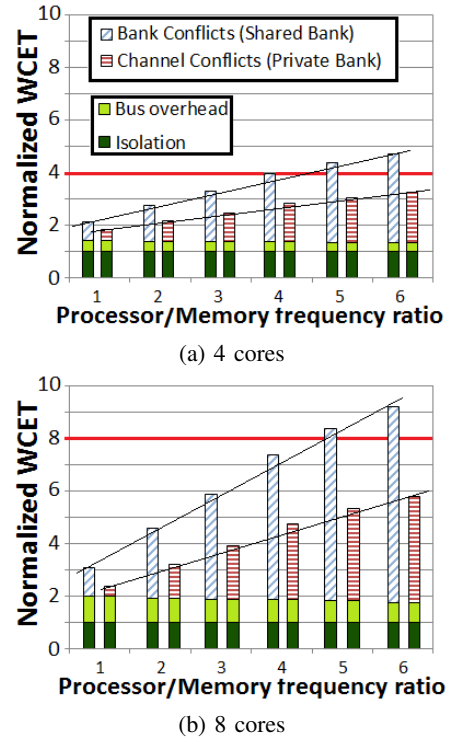 10
8
6
4
2
0
Normalized WCET
Bank Conflicts (Shared Bank)
Channel Conflicts (Private Bank)
Bus overhead
Isolation
1 2 3 4 5 6
Processor/Memory frequency ratio
(a) 4 cores
10
8
6
4
2
0
Normalized WCET
1 2 3 4 5 6
Processor/Memory frequency ratio
(b) 8 cores